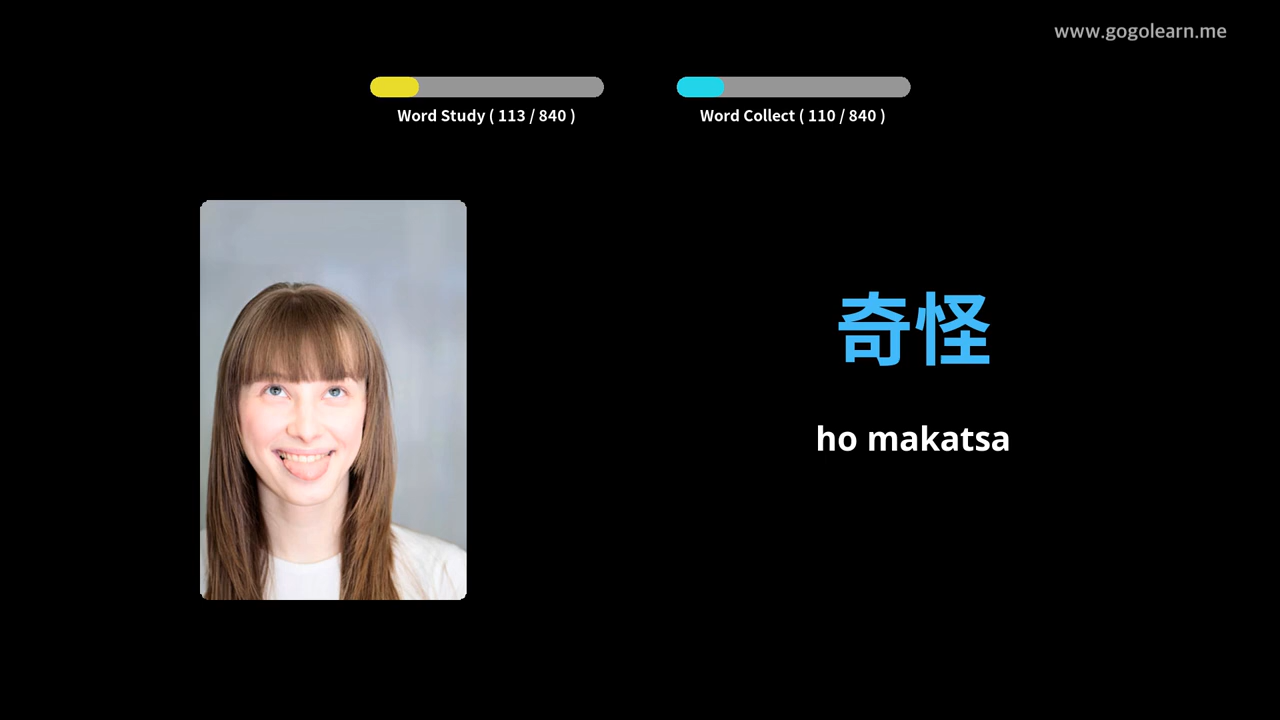 www.gogolearn.me
Word Study ( 113 / 840 )
Word Collect ( 110 / 840 )
奇怪
ho makatsa